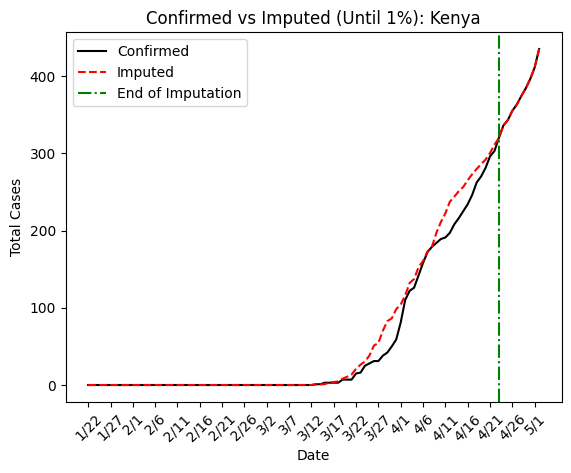 Confirmed vs Imputed (Until 1%): Kenya
Confirmed
Imputed
End of Imputation
Total Cases
400
300
200
100
0
1/22 1/27 2/1 2/6 2/11 2/16 2/21 2/26 3/2 3/7 3/12 3/17 3/22 3/27 4/1 4/6 4/11 4/16 4/21 4/26 5/1
Date